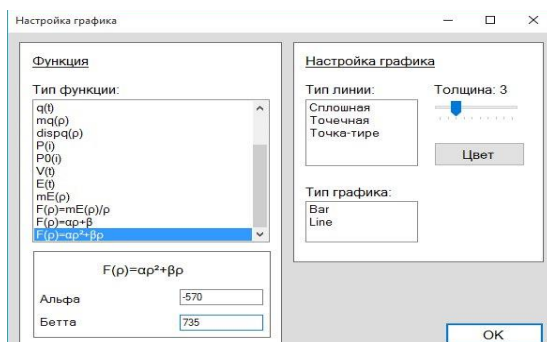 Настройка графика
Функция
Тип функции:
q(t)
mq(ρ)
dispq(ρ)
P(i)
P0(i)
V(t)
E(t)
mE(ρ)
F(ρ)=mE(ρ)/ρ
F(ρ)=αρ+β
F(ρ)=αρ²+βρ
F(ρ)=αρ²+βρ
Альфа -570
Бетта 735
Настройка графика
Тип линии: Толщина: 3
Сплошная
Точечная
Точка-тире
Цвет
Тип графика:
Bar
Line
OK